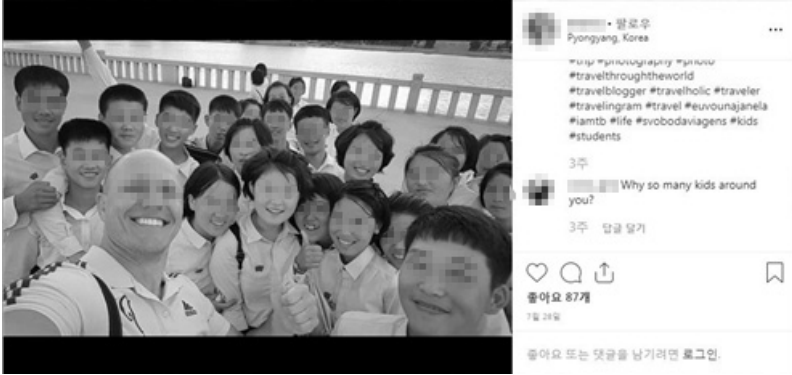 • 팔로우
Pyongyang, Korea
#trip #photography #photo
#travelthroughtheworld
#travelblogger #travelholic #traveler
#travelingram #travel #euvounajanela
#iamtb #life #svobodaviagens #kids
#students
3주
Why so many kids around
you?
3주 답글 달기
좋아요 87개
7월 28일
좋아요 또는 댓글을 남기려면 로그인.